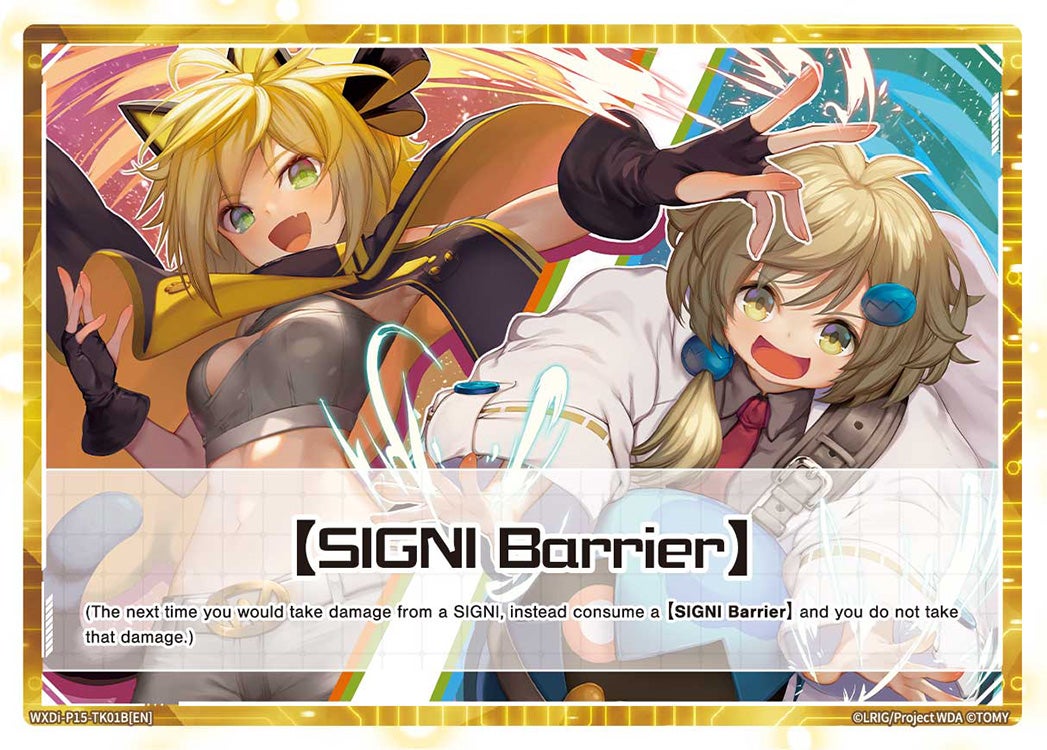 【SIGNI Barrier】
(The next time you would take damage from a SIGNI, instead consume a【SIGNI Barrier】and you do not take
that damage.)
WXDi-P15-TK01B[EN]
©LRIG/Project WDA ©TOMY